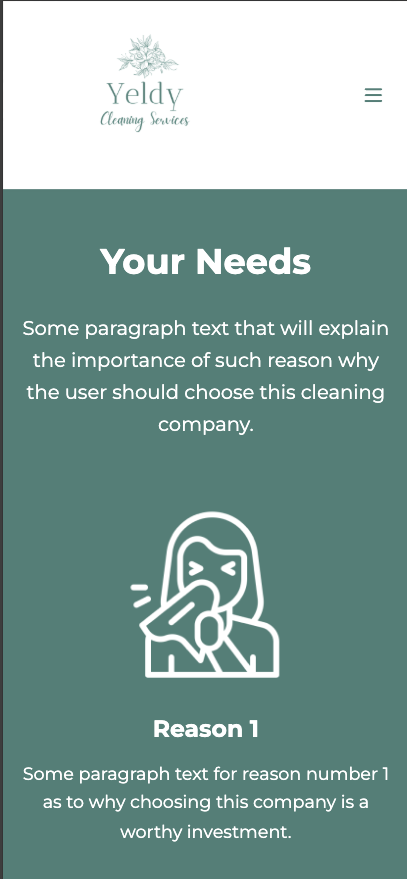 Yeldy
Cleaning Services
Your Needs
Some paragraph text that will explain
the importance of such reason why
the user should choose this cleaning
company.
Reason 1
Some paragraph text for reason number 1
as to why choosing this company is a
worthy investment.